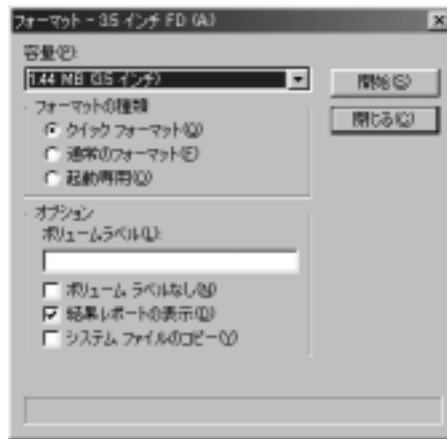 フォーマット - 3.5 インチ FD (A:)
容量(P):
1.44 MB (3.5 インチ)
開始(S)
フォーマットの種類
閉じる(C)
クイック フォーマット(Q)
通常のフォーマット(F)
起動専用(O)
オプション
ボリュームラベル(L):
ボリューム ラベルなし(N)
結果レポートの表示(D)
システム ファイルのコピー(Y)